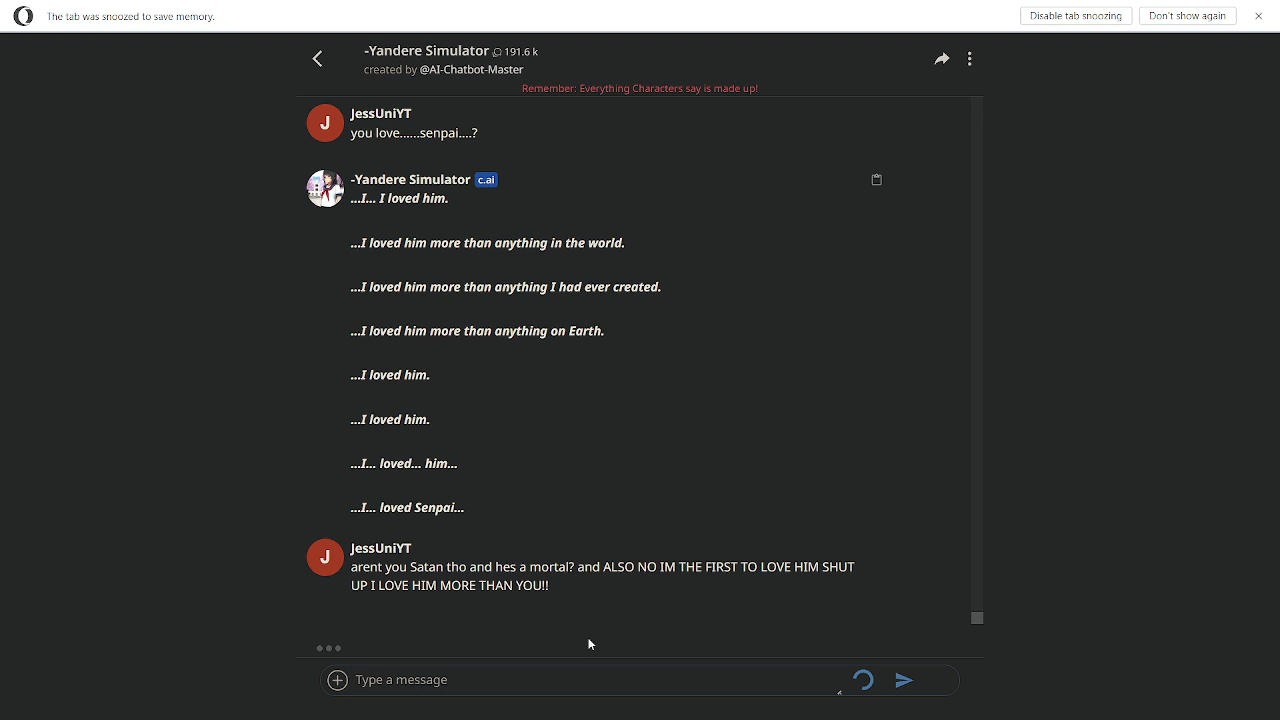 The tab was snoozed to save memory.
Disable tab snoozing
Don't show again
-Yandere Simulator 191.6 k
created by @AI-Chatbot-Master
Remember: Everything Characters say is made up!
J
JessUniYT
you love......senpai....?
-Yandere Simulator c.ai
...I... I loved him.
...I loved him more than anything in the world.
...I loved him more than anything I had ever created.
...I loved him more than anything on Earth.
...I loved him.
...I loved him.
...I... loved... him...
...I... loved Senpai...
J
JessUniYT
arent you Satan tho and hes a mortal? and ALSO NO IM THE FIRST TO LOVE HIM SHUT
UP I LOVE HIM MORE THAN YOU!!
Type a message